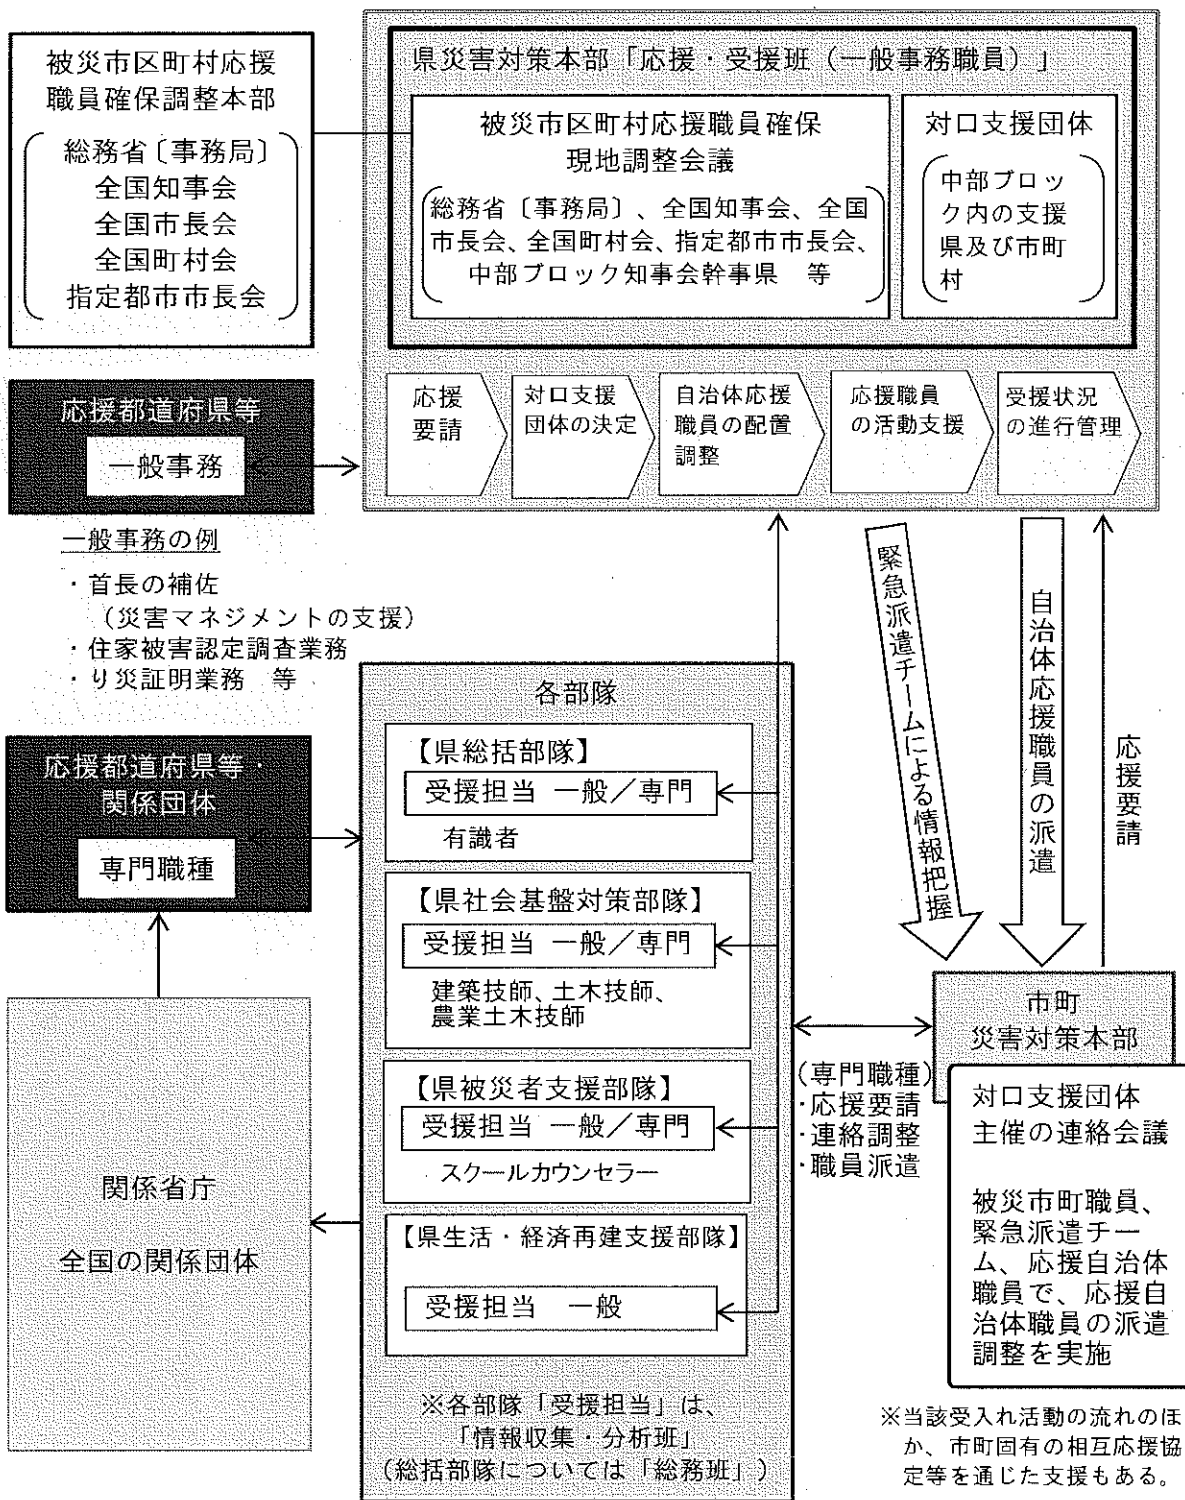 被災市区町村応援
職員確保調整本部
総務省〔事務局〕
全国知事会
全国市長会
全国町村会
指定都市市長会
県災害対策本部「応援・受援班（一般事務職員）」
被災市区町村応援職員確保
現地調整会議
総務省〔事務局〕、全国知事会、全国
市長会、全国町村会、指定都市市長会、
中部ブロック知事会幹事県　等
対口支援団体
中部ブロッ
ク内の支援
県及び市町
村
応援都道府県等
一般事務
応援
要請
対口支援
団体の決定
自治体応援
職員の配置
調整
応援職員
の活動支援
受援状況
の進行管理
一般事務の例
・首長の補佐
（災害マネジメントの支援）
・住家被害認定調査業務
・り災証明業務　等
緊急派遣チームによる情報把握
自治体応援職員の派遣
応援要請
応援都道府県等・
関係団体
専門職種
関係省庁
全国の関係団体
各部隊
【県総括部隊】
受援担当 一般／専門
有識者
【県社会基盤対策部隊】
受援担当 一般／専門
建築技師、土木技師、
農業土木技師
【県被災者支援部隊】
受援担当 一般／専門
スクールカウンセラー
【県生活・経済再建支援部隊】
受援担当　一般
※各部隊「受援担当」は、
「情報収集・分析班」
（総括部隊については「総務班」）
（専門職種）
・応援要請
・連絡調整
・職員派遣
市町
災害対策本部
対口支援団体
主催の連絡会議
被災市町職員、
緊急派遣チー
ム、応援自治体
職員で、応援自
治体職員の派遣
調整を実施
※当該受入れ活動の流れのほ
か、市町固有の相互応援協
定等を通じた支援もある。